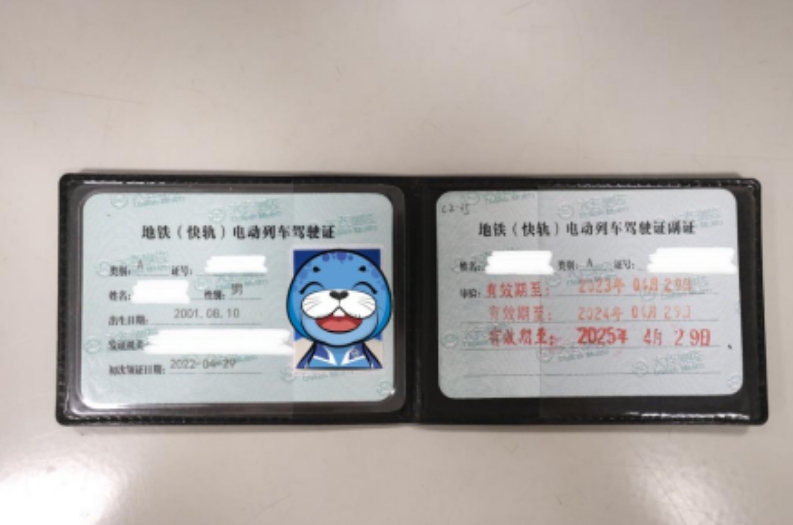 地铁（快轨）电动列车驾驶证
类别: A 证号:
姓名: 性别: 男
出生日期: 2001.08.10
发证机关:
初次领证日期: 2022-04-29
地铁（快轨）电动列车驾驶证副证
姓名: 类别: A 证号:
审验: 有效期至: 2023年 04月 29日
有效期至: 2024年 04月 29日
有效期至: 2025年 4月 29日